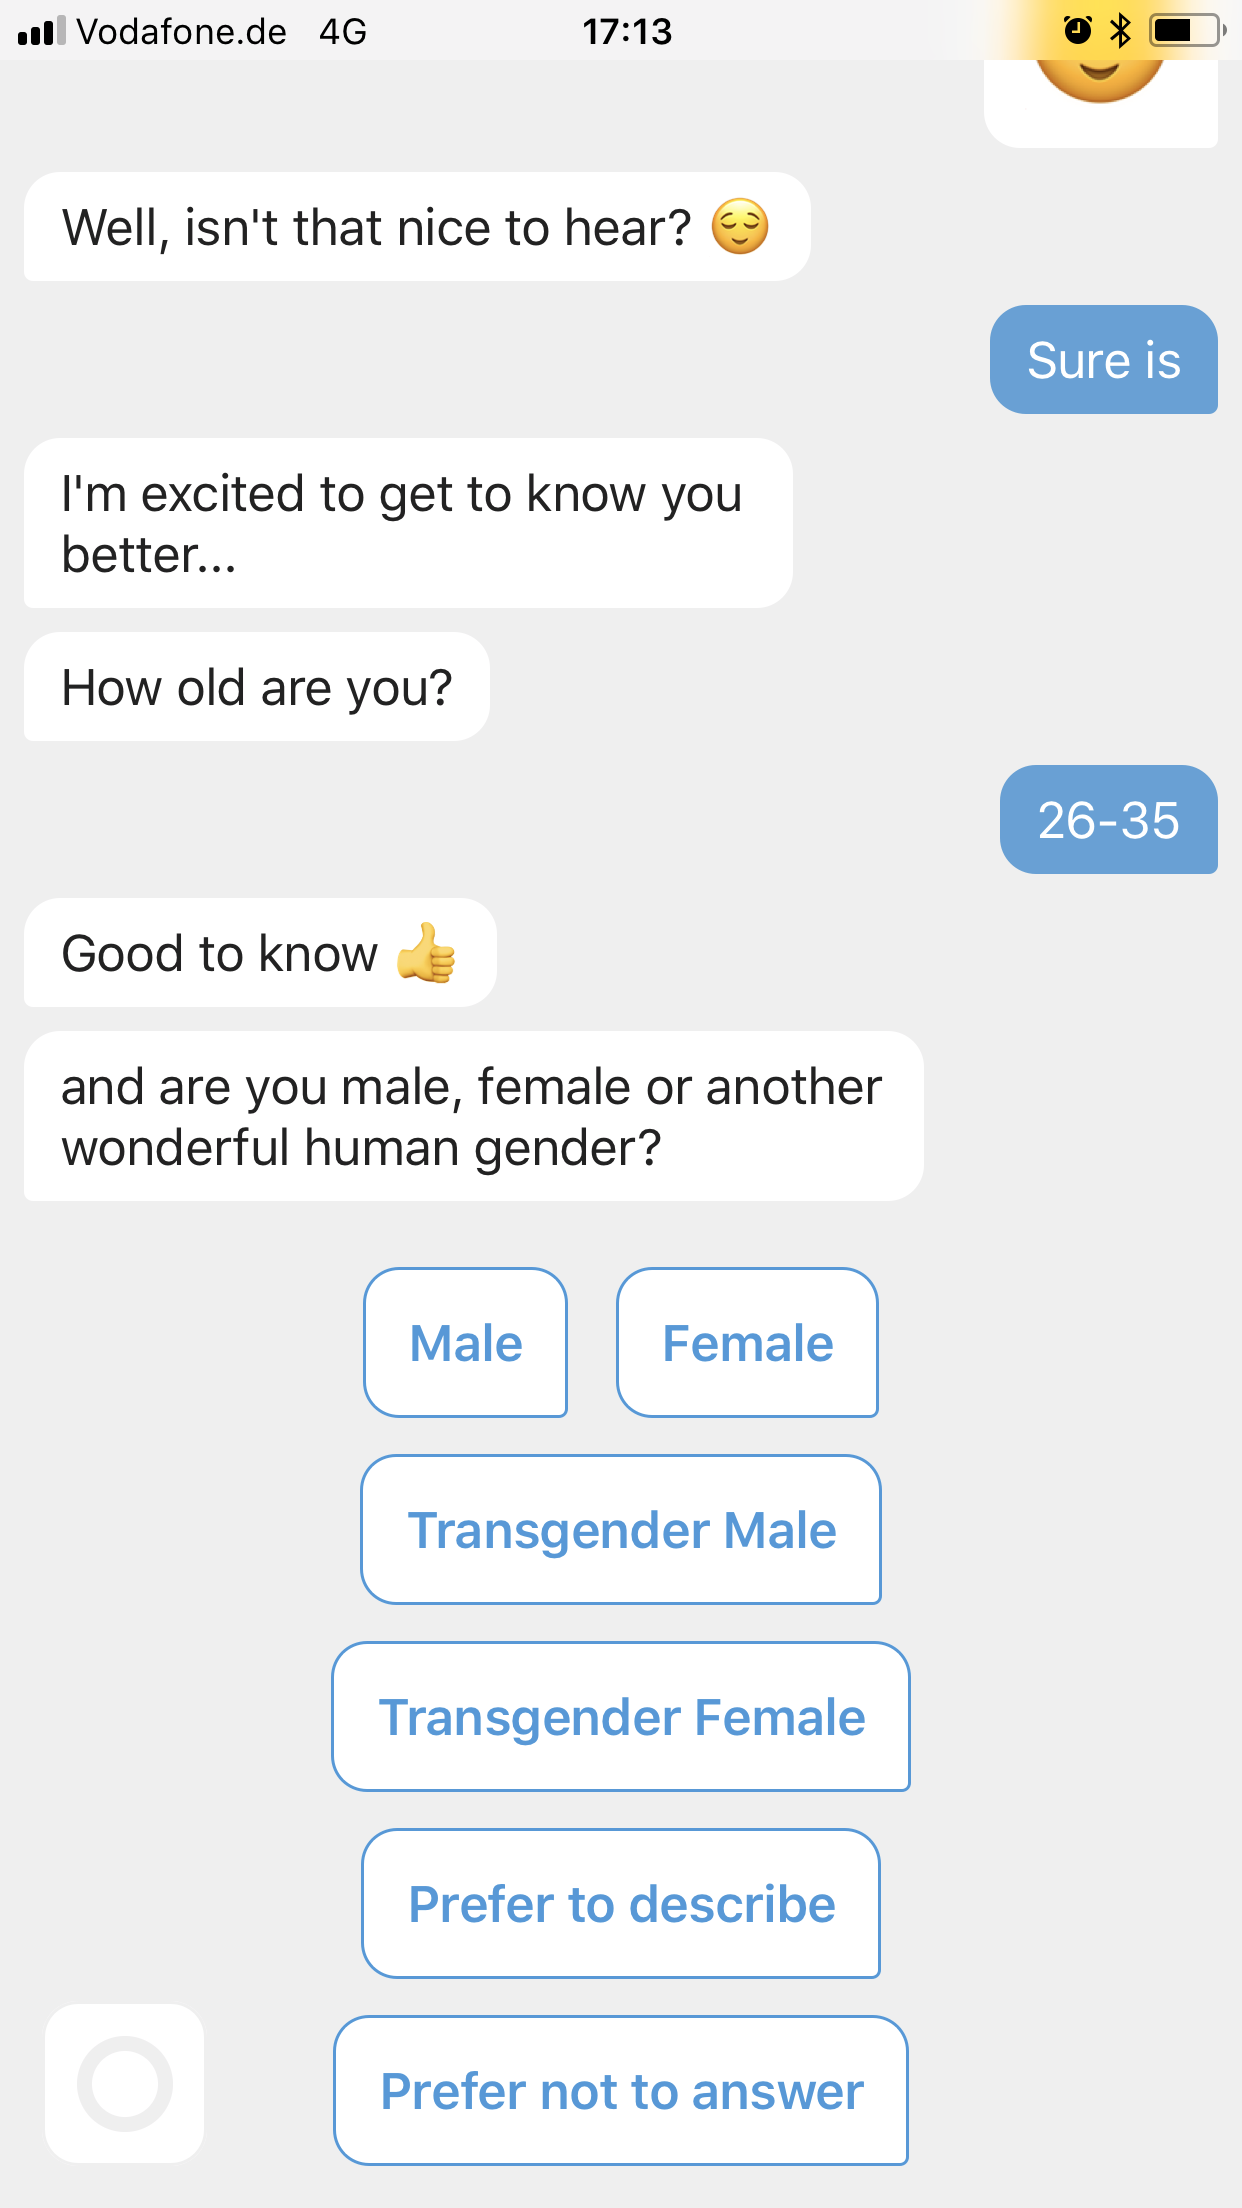 Vodafone.de 4G 17:13
Well, isn't that nice to hear? 😌
Sure is
I'm excited to get to know you
better...
How old are you?
26-35
Good to know 👍
and are you male, female or another
wonderful human gender?
Male Female
Transgender Male
Transgender Female
Prefer to describe
Prefer not to answer